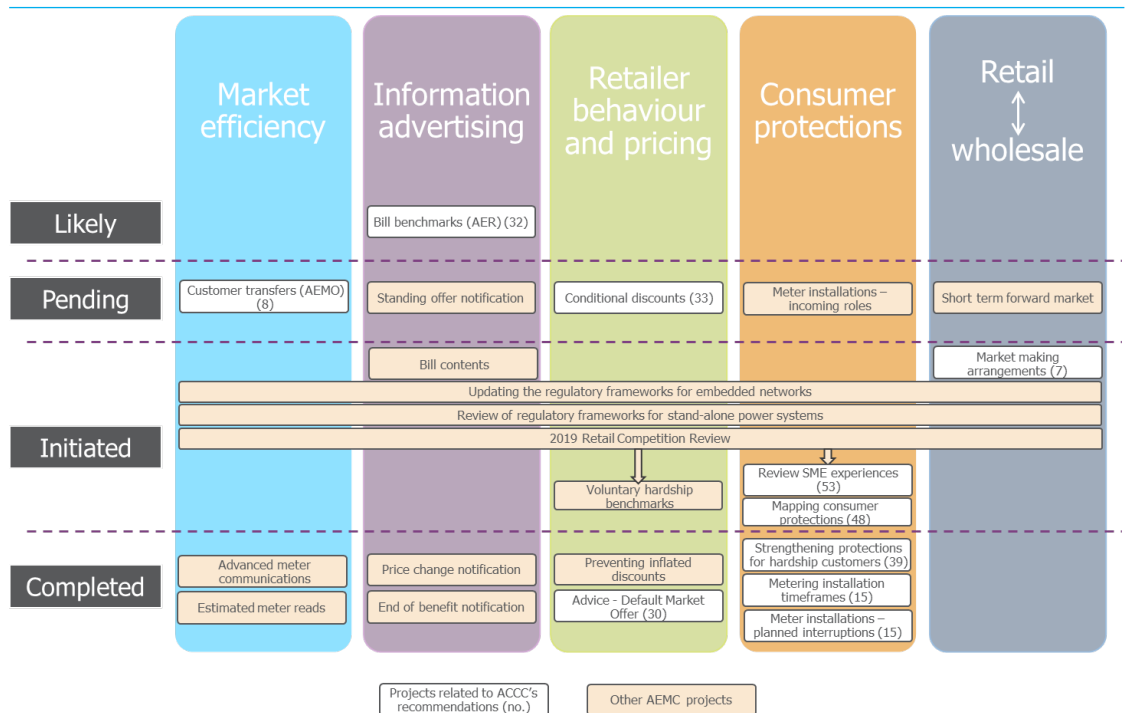 Market
efficiency
Information
advertising
Retailer
behaviour
and pricing
Consumer
protections
Retail
wholesale
Likely
Bill benchmarks (AER) (32)
Pending
Customer transfers (AEMO)
(8)
Standing offer notification
Conditional discounts (33)
Meter installations –
incoming roles
Short term forward market
Initiated
Bill contents
Market making
arrangements (7)
Updating the regulatory frameworks for embedded networks
Review of regulatory frameworks for stand-alone power systems
2019 Retail Competition Review
Voluntary hardship
benchmarks
Review SME experiences
(53)
Mapping consumer
protections (48)
Completed
Advanced meter
communications
Estimated meter reads
Price change notification
End of benefit notification
Preventing inflated
discounts
Advice - Default Market
Offer (30)
Strengthening protections
for hardship customers (39)
Metering installation
timeframes (15)
Meter installations –
planned interruptions (15)
Projects related to ACCC's
recommendations (no.)
Other AEMC projects